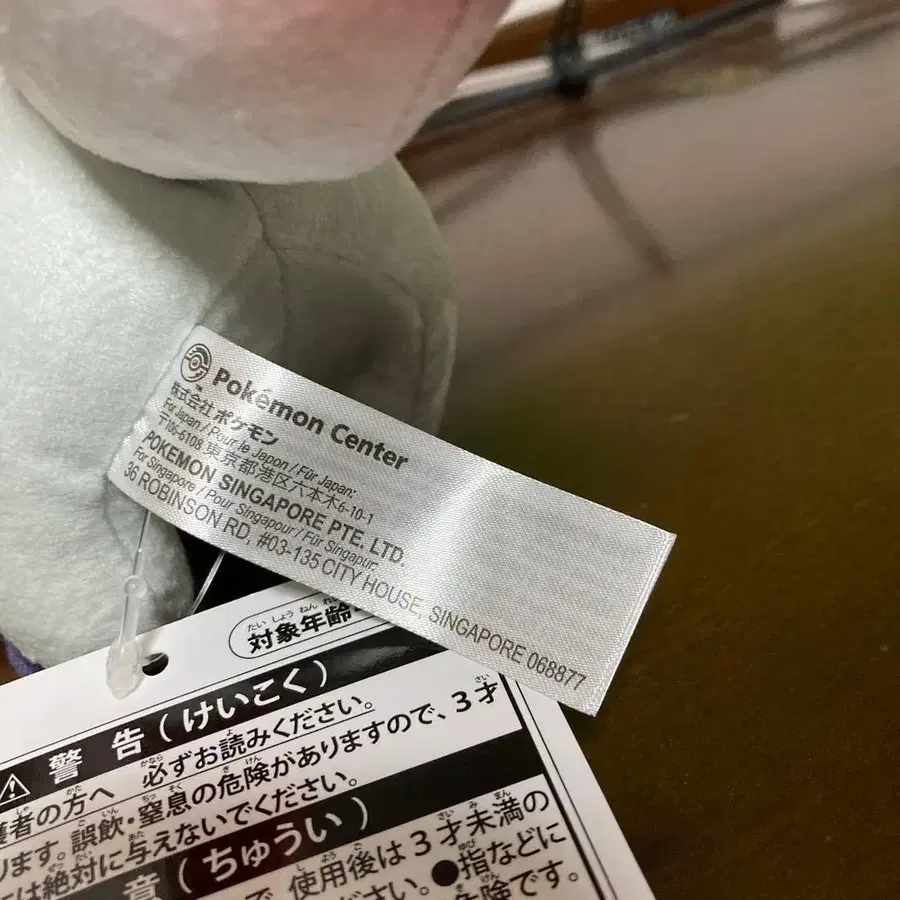 Pokémon Center
TM
株式会社 ポケモン
For Japan / Pour le Japon / Für Japan:
〒106-6108 東京都港区六本木6-10-1
POKEMON SINGAPORE PTE. LTD.
For Singapore / Pour Singapour / Für Singapur:
36 ROBINSON RD, #03-135 CITY HOUSE, SINGAPORE 068877
対象年齢
警告(けいこく)
必ずお読みください。
護者の方へ
ります。誤飲・窒息の危険がありますので、3才
には絶対に与えないでください。
意(ちゅうい)
使用後は3才未満の
ださい。●指などに
危険です。